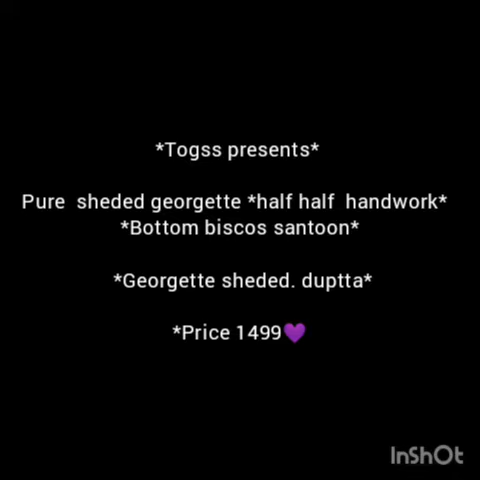 *Togss presents*
Pure sheded georgette *half half handwork*
*Bottom biscos santoon*
*Georgette sheded. duptta*
*Price 1499💜
InShOt